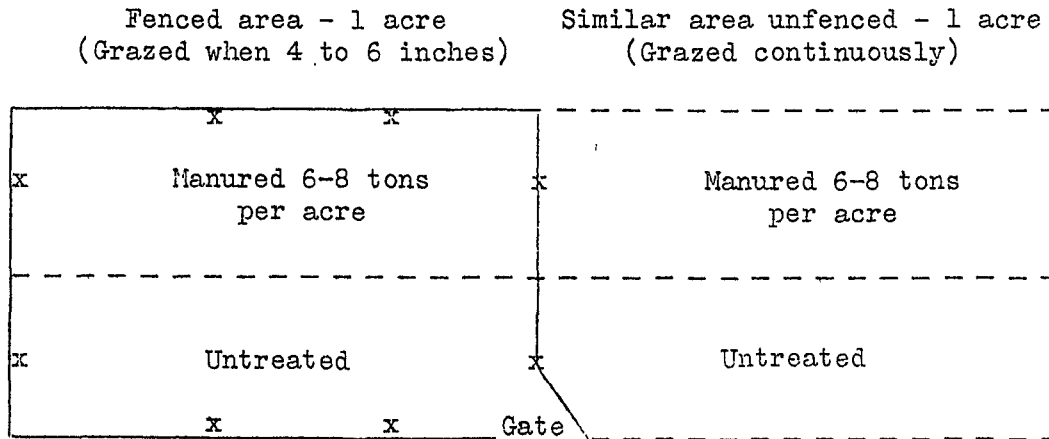 Fenced area - 1 acre
(Grazed when 4 to 6 inches)
Similar area unfenced - 1 acre
(Grazed continuously)
x x
x Manured 6-8 tons
per acre
x Manured 6-8 tons
per acre
x Untreated
x Untreated
x x Gate